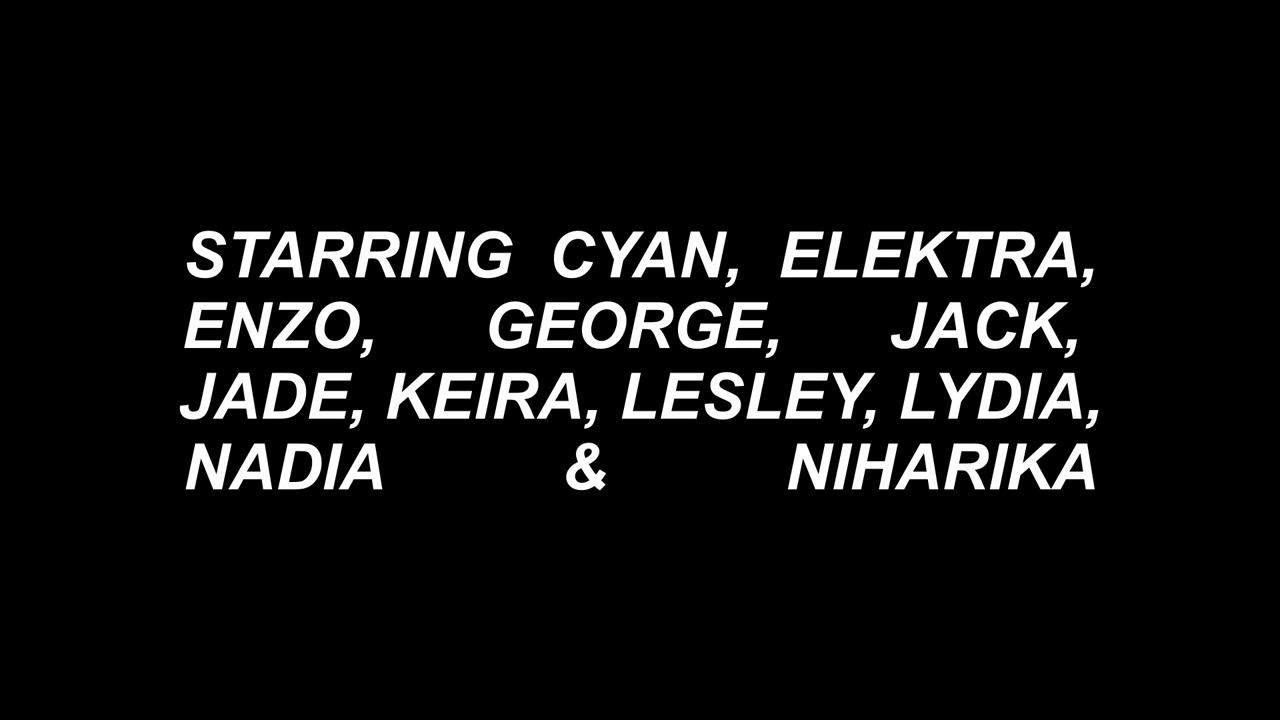 STARRING CYAN, ELEKTRA,
ENZO, GEORGE, JACK,
JADE, KEIRA, LESLEY, LYDIA,
NADIA & NIHARIKA